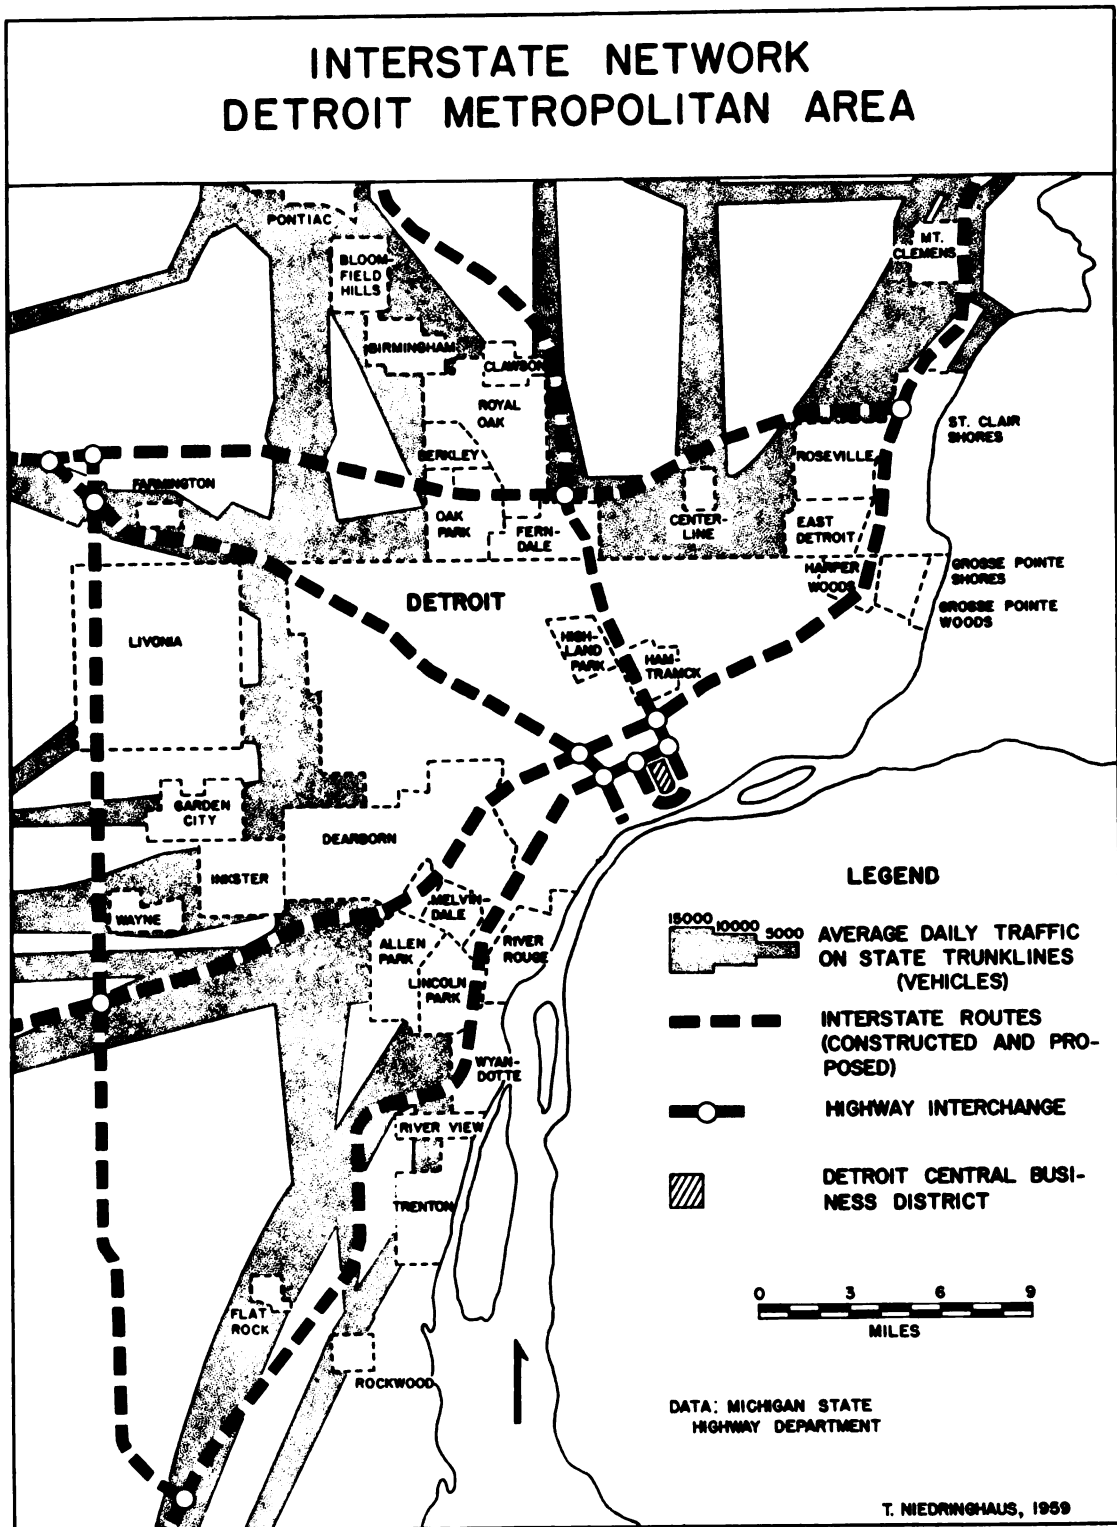 INTERSTATE NETWORK
DETROIT METROPOLITAN AREA
PONTIAC
BLOOM-
FIELD
HILLS
MT.
CLEMENS
BIRMINGHAM
CLAWSON
ROYAL
OAK
ST. CLAIR
SHORES
BERKLEY
ROSEVILLE
FARMINGTON
OAK
PARK
FERN-
DALE
CENTER-
LINE
EAST
DETROIT
HARPER
WOODS
GROSSE POINTE
SHORES
GROSSE POINTE
WOODS
DETROIT
LIVONIA
HIGH-
LAND
PARK
HAM-
TRAMCK
GARDEN
CITY
DEARBORN
INKSTER
WAYNE
MELVIN-
DALE
ALLEN
PARK
RIVER
ROUGE
LINCOLN
PARK
WYAN-
DOTTE
RIVER VIEW
TRENTON
FLAT
ROCK
ROCKWOOD
LEGEND
15000 10000 5000
AVERAGE DAILY TRAFFIC
ON STATE TRUNKLINES
(VEHICLES)
INTERSTATE ROUTES
(CONSTRUCTED AND PRO-
POSED)
HIGHWAY INTERCHANGE
DETROIT CENTRAL BUSI-
NESS DISTRICT
0 3 6 9
MILES
DATA: MICHIGAN STATE
HIGHWAY DEPARTMENT
T. NIEDRINGHAUS, 1959